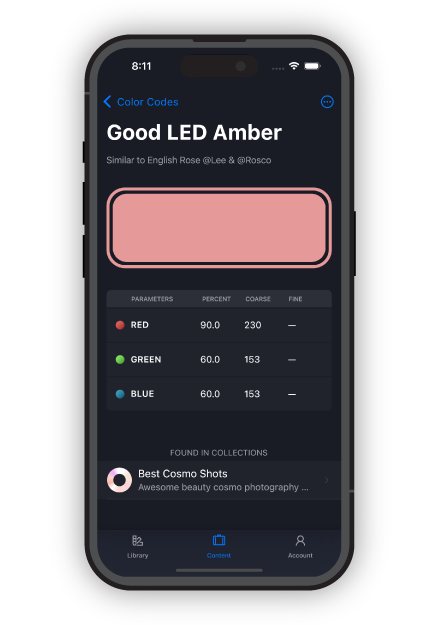 8:11
Color Codes
Good LED Amber
Similar to English Rose @Lee & @Rosco
PARAMETERS PERCENT COARSE FINE
RED 90.0 230 —
GREEN 60.0 153 —
BLUE 60.0 153 —
FOUND IN COLLECTIONS
Best Cosmo Shots
Awesome beauty cosmo photography ...
Library Content Account